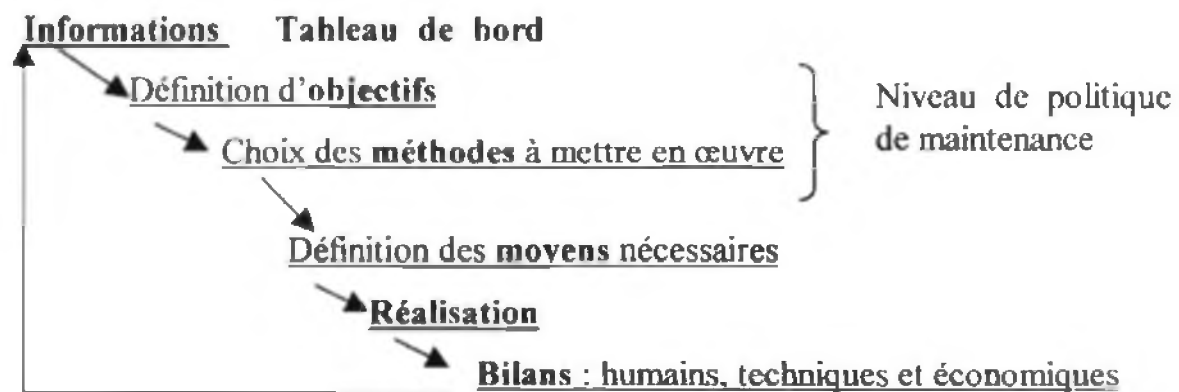 Informations Tableau de bord
Définition d'objectifs
Choix des méthodes à mettre en œuvre
Niveau de politique
de maintenance
Définition des moyens nécessaires
Réalisation
Bilans : humains, techniques et économiques